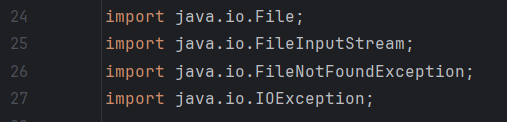 24 import java.io.File;
25 import java.io.FileInputStream;
26 import java.io.FileNotFoundException;
27 import java.io.IOException;